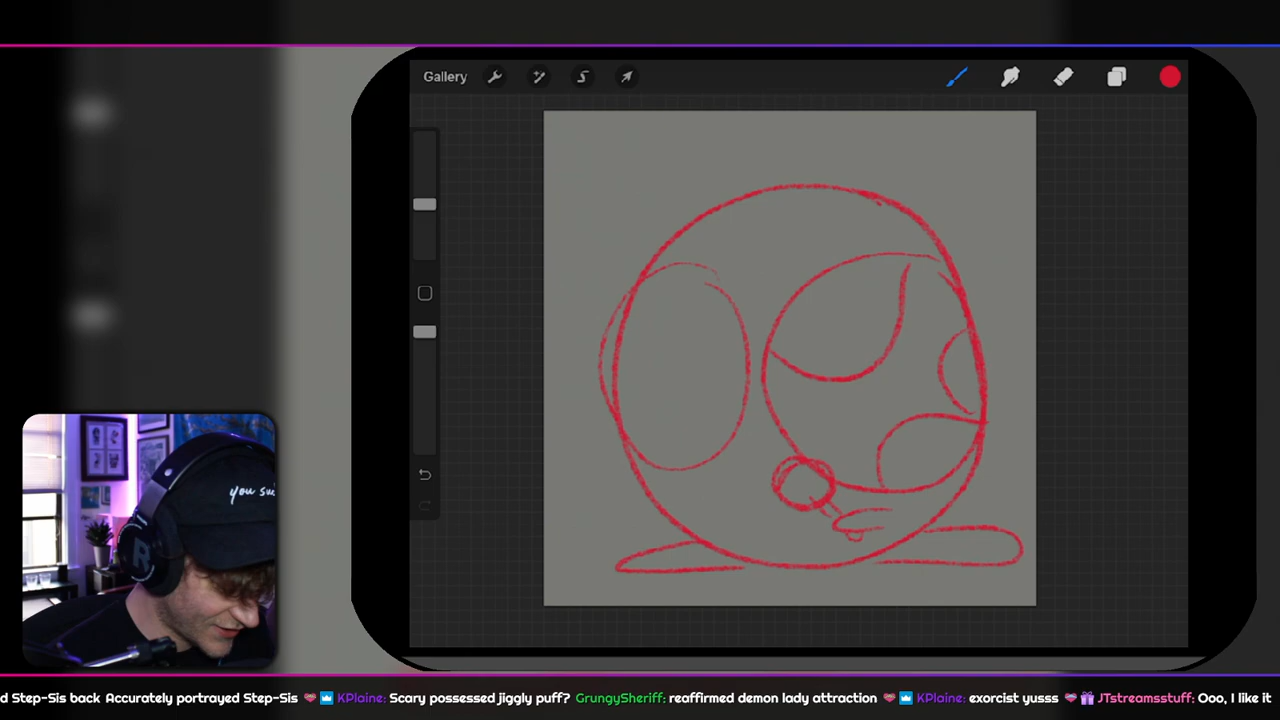 Gallery
you su
R
d Step-Sis back Accurately portrayed Step-Sis KPlaine: Scary possessed jiggly puff? GrungySheriff: reaffirmed demon lady attraction KPlaine: exorcist yusss JTstreamsstuff: Ooo, I like it